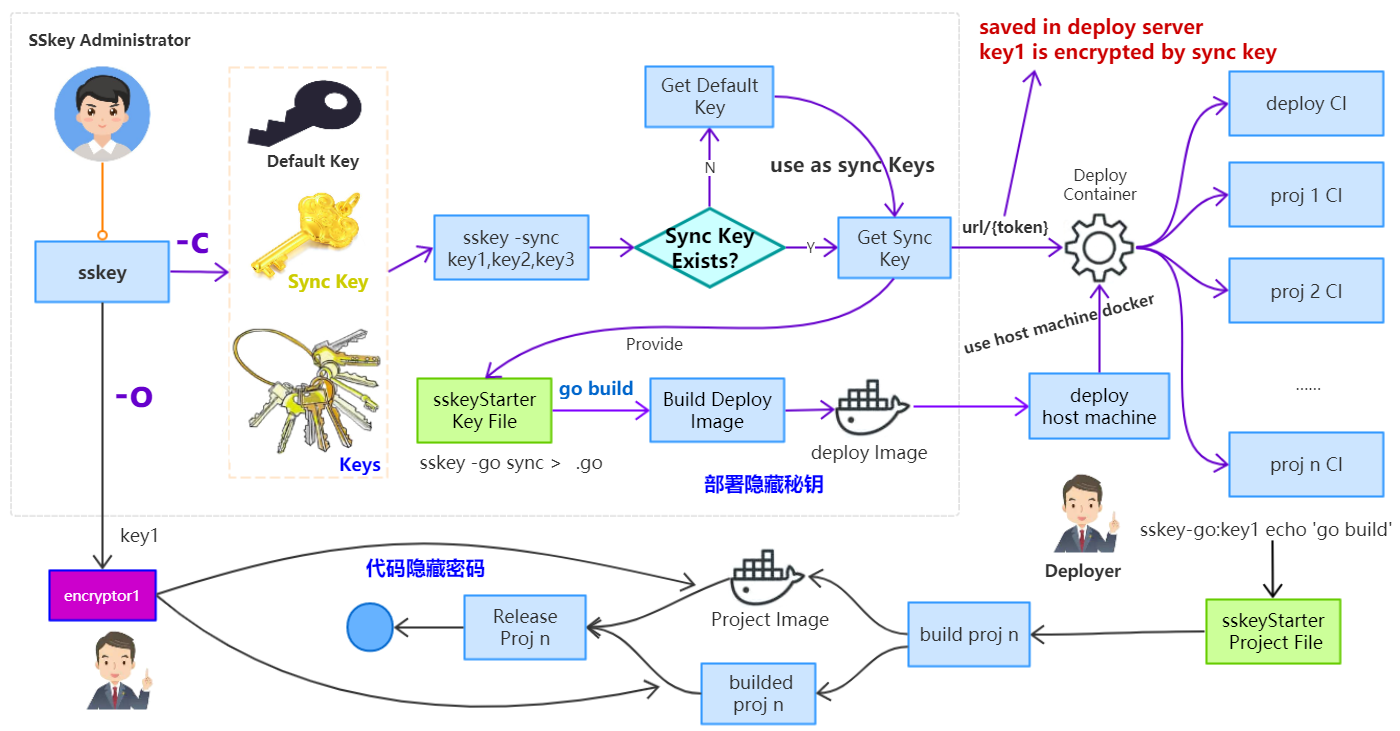 SSkey Administrator
saved in deploy server
key1 is encrypted by sync key
Default Key
Get Default
Key
deploy CI
N
use as sync Keys
Deploy
Container
proj 1 CI
-c
sskey
Sync Key
sskey -sync
key1,key2,key3
Sync Key
Exists?
Y
Get Sync
Key
url/{token}
proj 2 CI
use host machine docker
Provide
-o
go build
sskeyStarter
Key File
Build Deploy
Image
deploy
host machine
......
Keys
sskey -go sync > .go
deploy Image
部署隐藏秘钥
proj n CI
key1
sskey-go:key1 echo 'go build'
Deployer
代码隐藏密码
encryptor1
Release
Proj n
Project Image
build proj n
sskeyStarter
Project File
builded
proj n